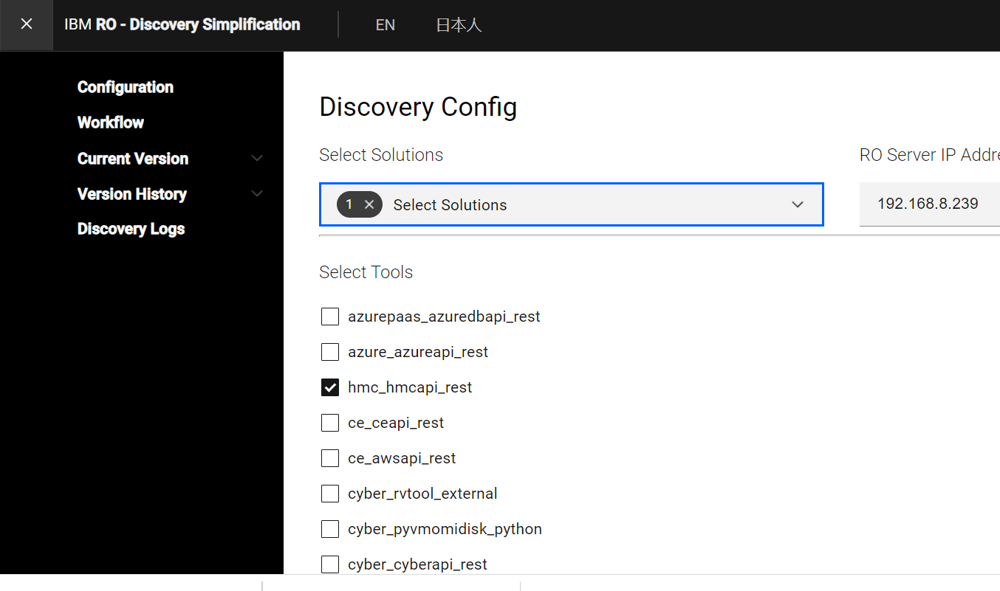 IBM RO - Discovery Simplification
EN
日本人
Configuration
Workflow
Current Version
Version History
Discovery Logs
Discovery Config
Select Solutions
RO Server IP Addre
1 Select Solutions
192.168.8.239
Select Tools
azurepaas_azuredbapi_rest
azure_azureapi_rest
hmc_hmcapi_rest
ce_ceapi_rest
ce_awsapi_rest
cyber_rvtool_external
cyber_pyvmomidisk_python
cyber_cyberapi_rest